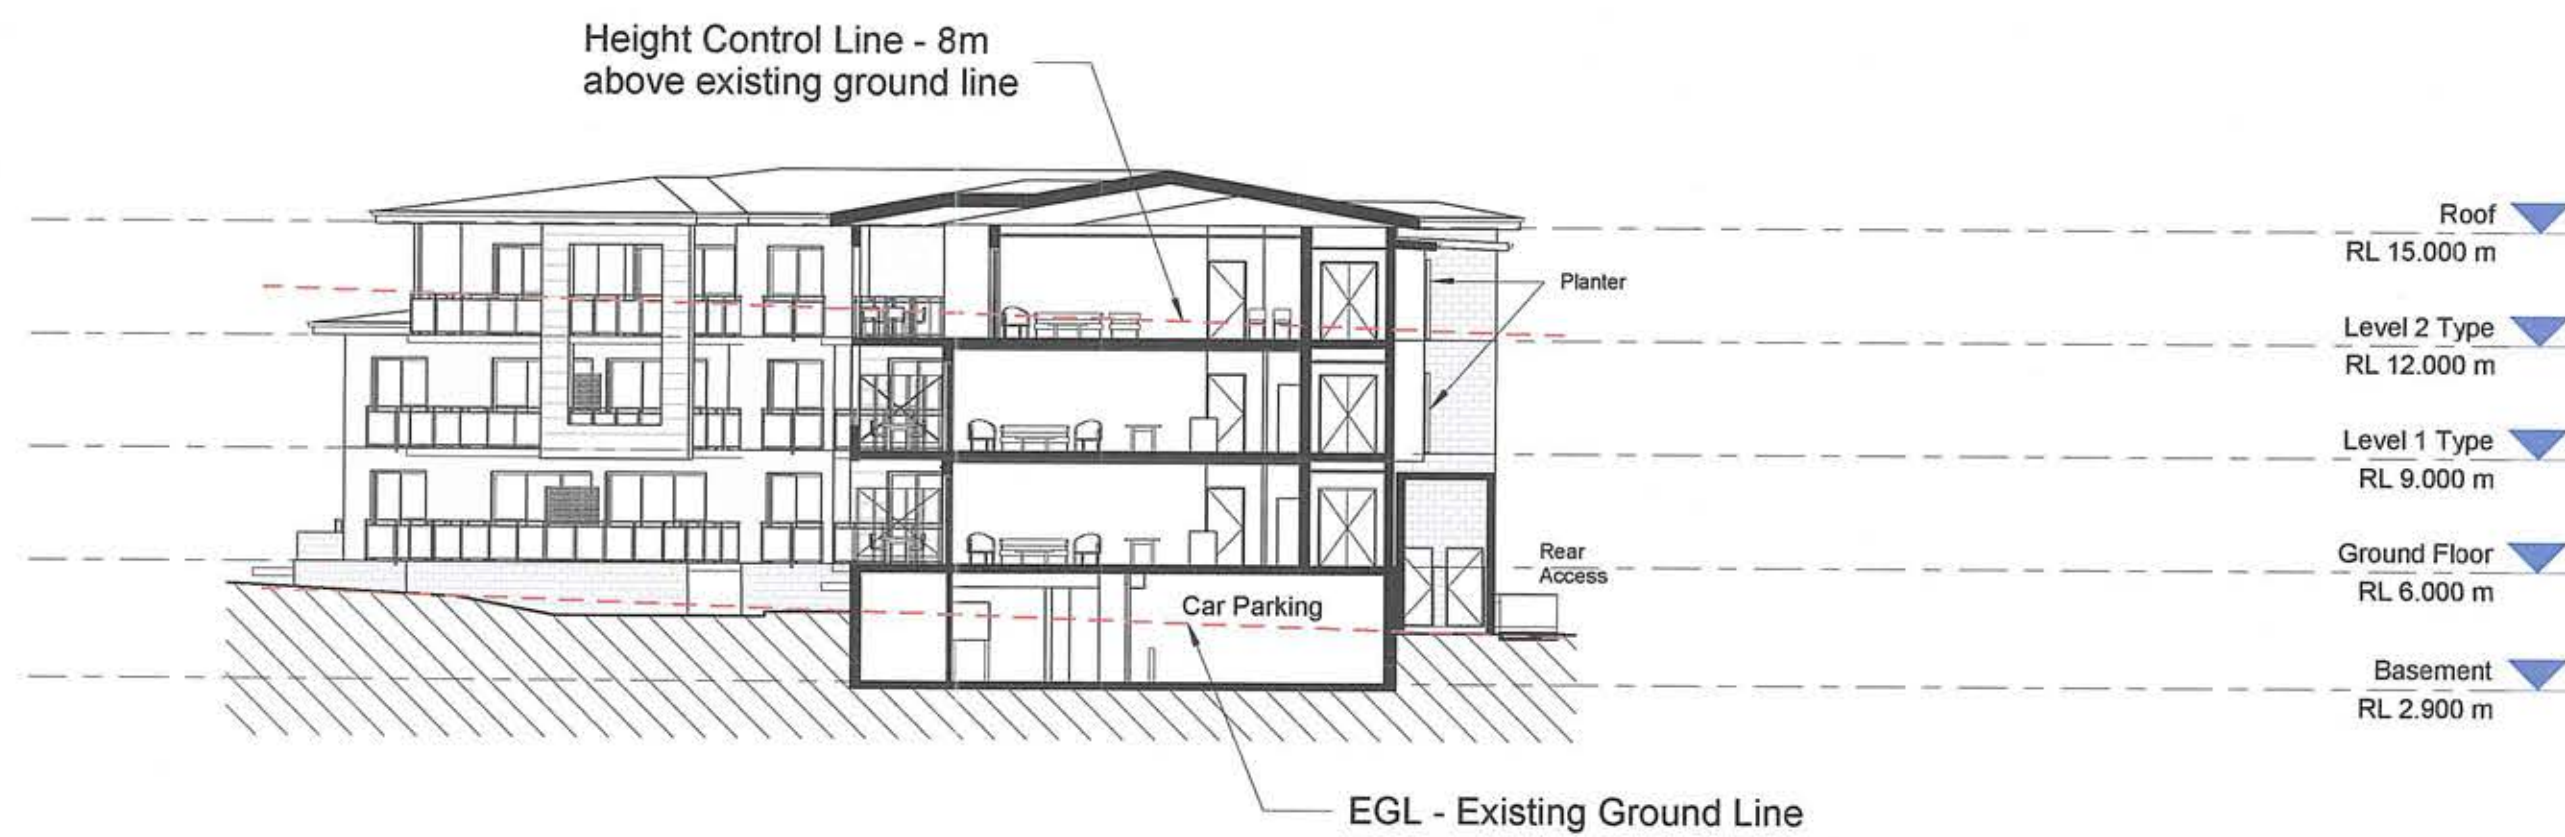 Height Control Line - 8m
above existing ground line
Roof
RL 15.000 m
Planter
Level 2 Type
RL 12.000 m
Level 1 Type
RL 9.000 m
Rear
Access
Ground Floor
RL 6.000 m
Car Parking
Basement
RL 2.900 m
EGL - Existing Ground Line